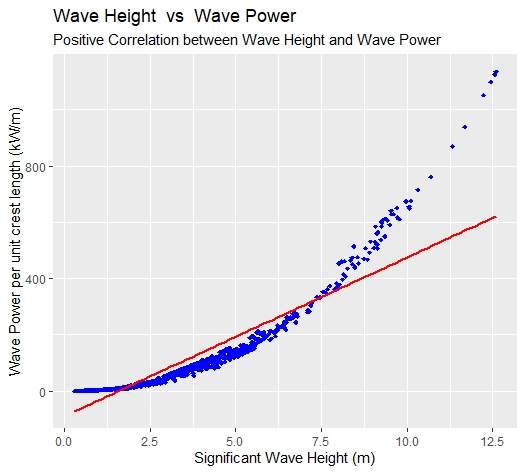 Wave Height  vs  Wave Power
Positive Correlation between Wave Height and Wave Power
Wave Power per unit crest length (kW/m)
800
400
0
0.0 2.5 5.0 7.5 10.0 12.5
Significant Wave Height (m)